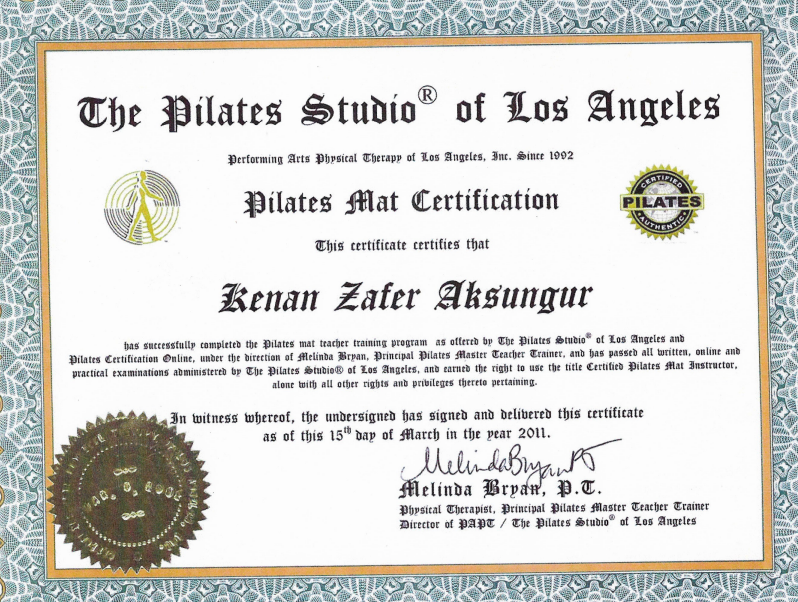 The Pilates Studio® of Los Angeles
Performing Arts Physical Therapy of Los Angeles, Inc. Since 1992
Pilates Mat Certification
CERTIFIED
PILATES
AUTHENTIC
This certificate certifies that
Kenan Zafer Aksungur
has successfully completed the Pilates mat teacher training program as offered by The Pilates Studio® of Los Angeles and
Pilates Certification Online, under the direction of Melinda Bryan, Principal Pilates Master Teacher Trainer, and has passed all written, online and
practical examinations administered by The Pilates Studio® of Los Angeles, and earned the right to use the title Certified Pilates Mat Instructor,
alone with all other rights and privileges thereto pertaining.
In witness whereof, the undersigned has signed and delivered this certificate
as of this 15th day of March in the year 2011.
Melinda Bryan PT
Melinda Bryan, P.T.
Physical Therapist, Principal Pilates Master Teacher Trainer
Director of PAPT / The Pilates Studio® of Los Angeles